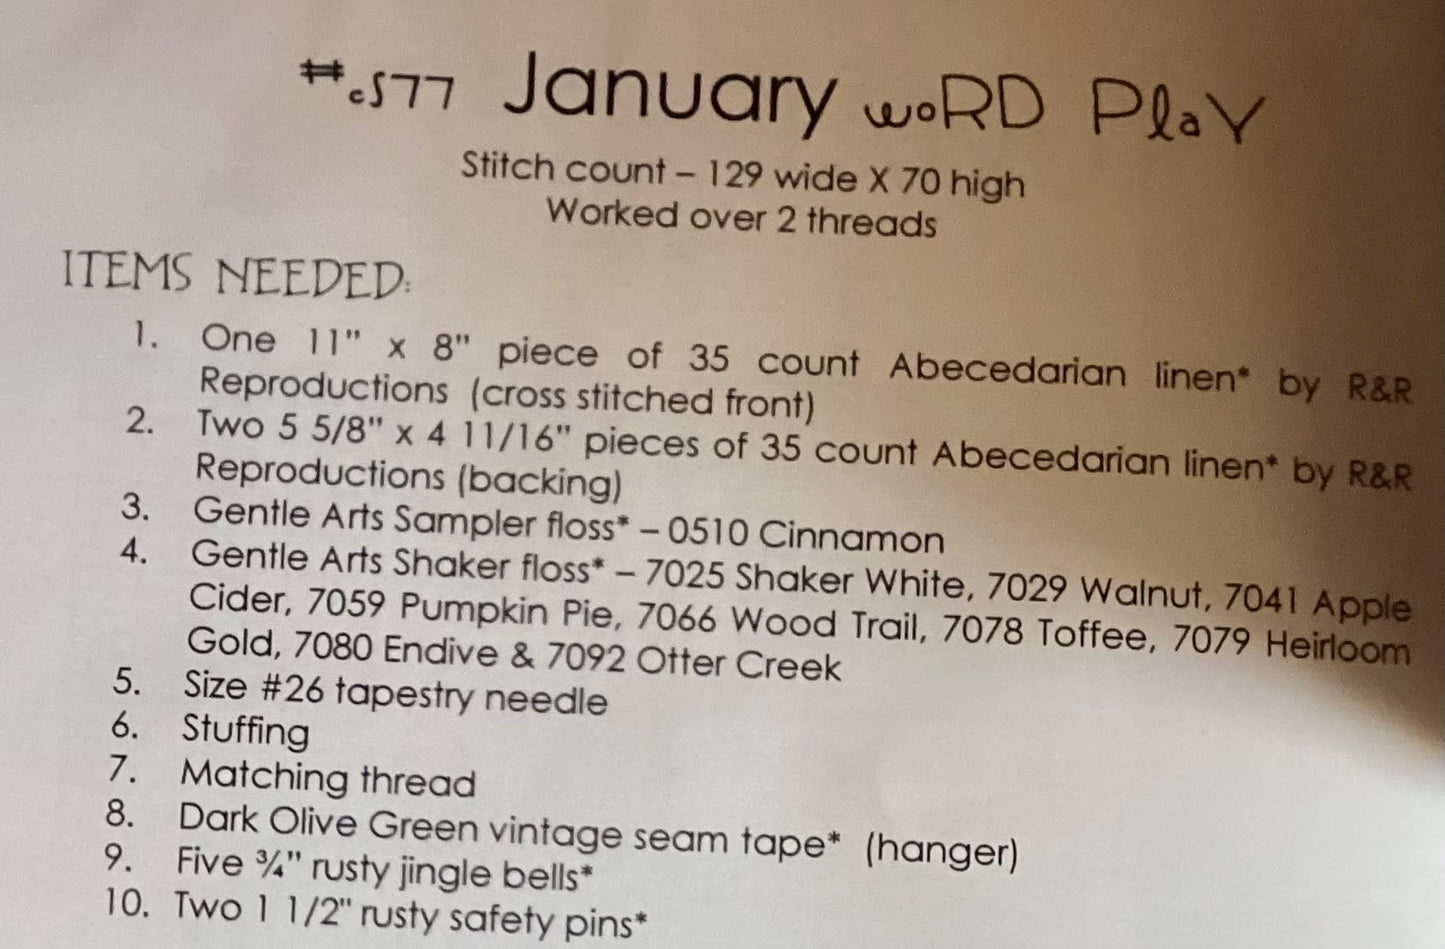 #cs77 January woRD PlaY
Stitch count – 129 wide X 70 high
Worked over 2 threads
ITEMS NEEDED:
1. One 11" x 8" piece of 35 count Abecedarian linen* by R&R
Reproductions (cross stitched front)
2. Two 5 5/8" x 4 11/16" pieces of 35 count Abecedarian linen* by R&R
Reproductions (backing)
3. Gentle Arts Sampler floss* – 0510 Cinnamon
4. Gentle Arts Shaker floss* – 7025 Shaker White, 7029 Walnut, 7041 Apple
Cider, 7059 Pumpkin Pie, 7066 Wood Trail, 7078 Toffee, 7079 Heirloom
Gold, 7080 Endive & 7092 Otter Creek
5. Size #26 tapestry needle
6. Stuffing
7. Matching thread
8. Dark Olive Green vintage seam tape* (hanger)
9. Five ¾" rusty jingle bells*
10. Two 1 1/2" rusty safety pins*